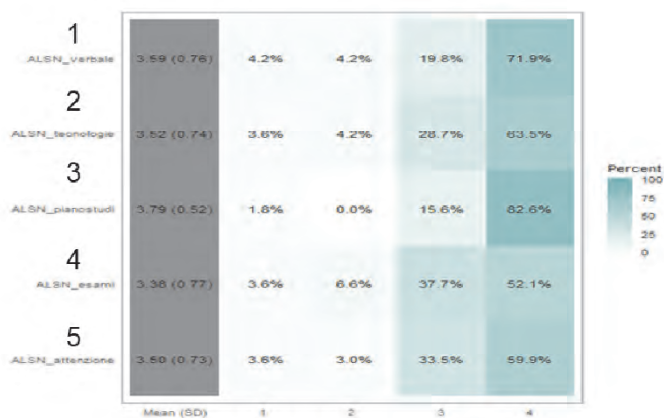 1
ALSN_verbale 3.59 (0.76) 4.2% 4.2% 19.8% 71.9%
2
ALSN_tecnologie 3.52 (0.74) 3.6% 4.2% 28.7% 63.5%
3
ALSN_pianostudi 3.79 (0.52) 1.8% 0.0% 15.6% 82.6%
4
ALSN_esami 3.38 (0.77) 3.6% 6.6% 37.7% 52.1%
5
ALSN_attenzione 3.50 (0.73) 3.6% 3.0% 33.5% 59.9%
Mean (SD) 1 2 3 4
Percent
100
75
50
25
0